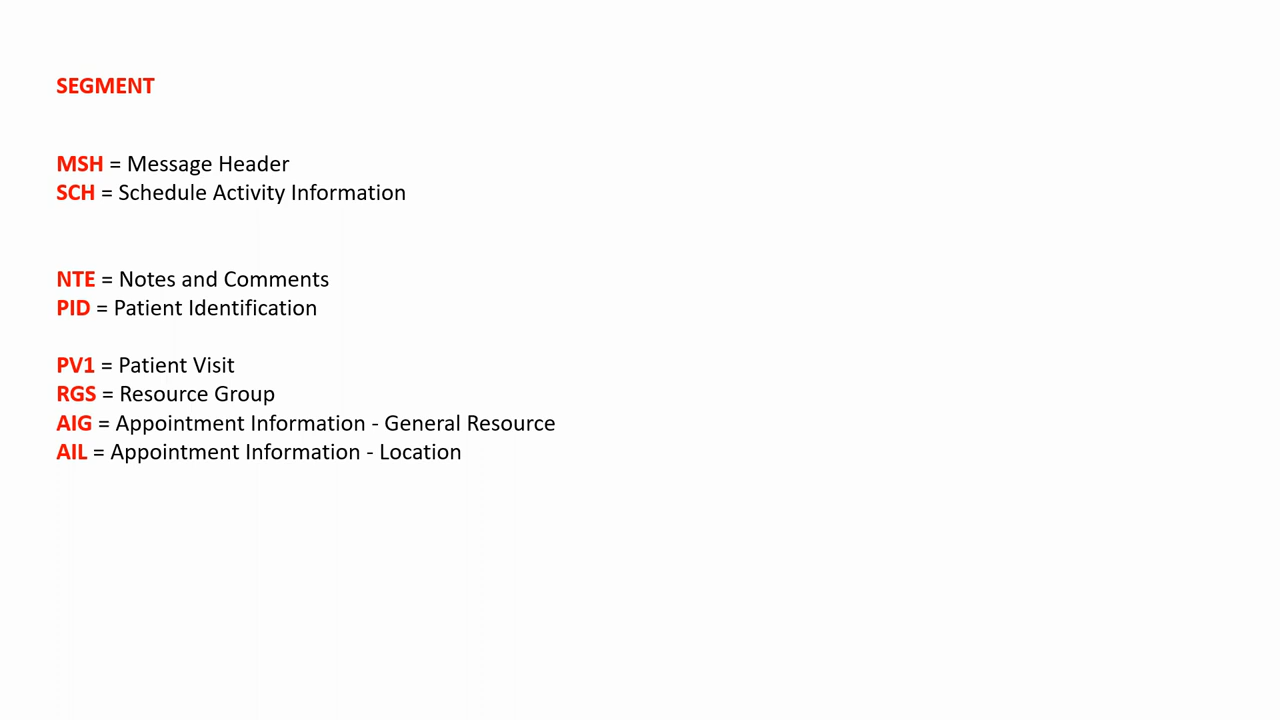 SEGMENT
MSH = Message Header
SCH = Schedule Activity Information
NTE = Notes and Comments
PID = Patient Identification
PV1 = Patient Visit
RGS = Resource Group
AIG = Appointment Information - General Resource
AIL = Appointment Information - Location